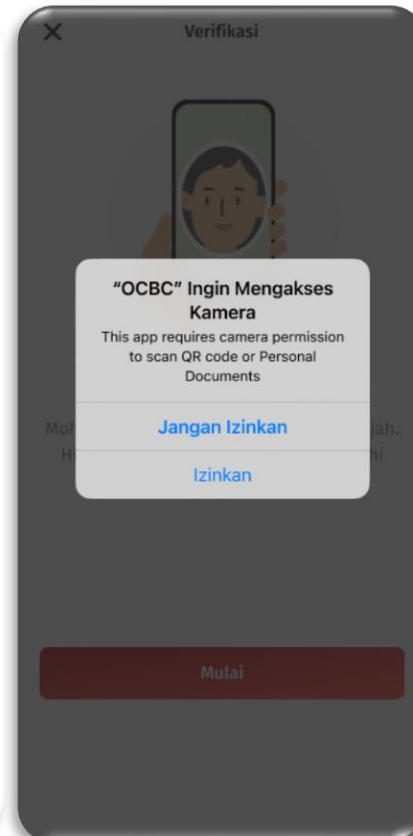 Verifikasi
“OCBC” Ingin Mengakses
Kamera
This app requires camera permission
to scan QR code or Personal
Documents
Jangan Izinkan
Izinkan
Mulai